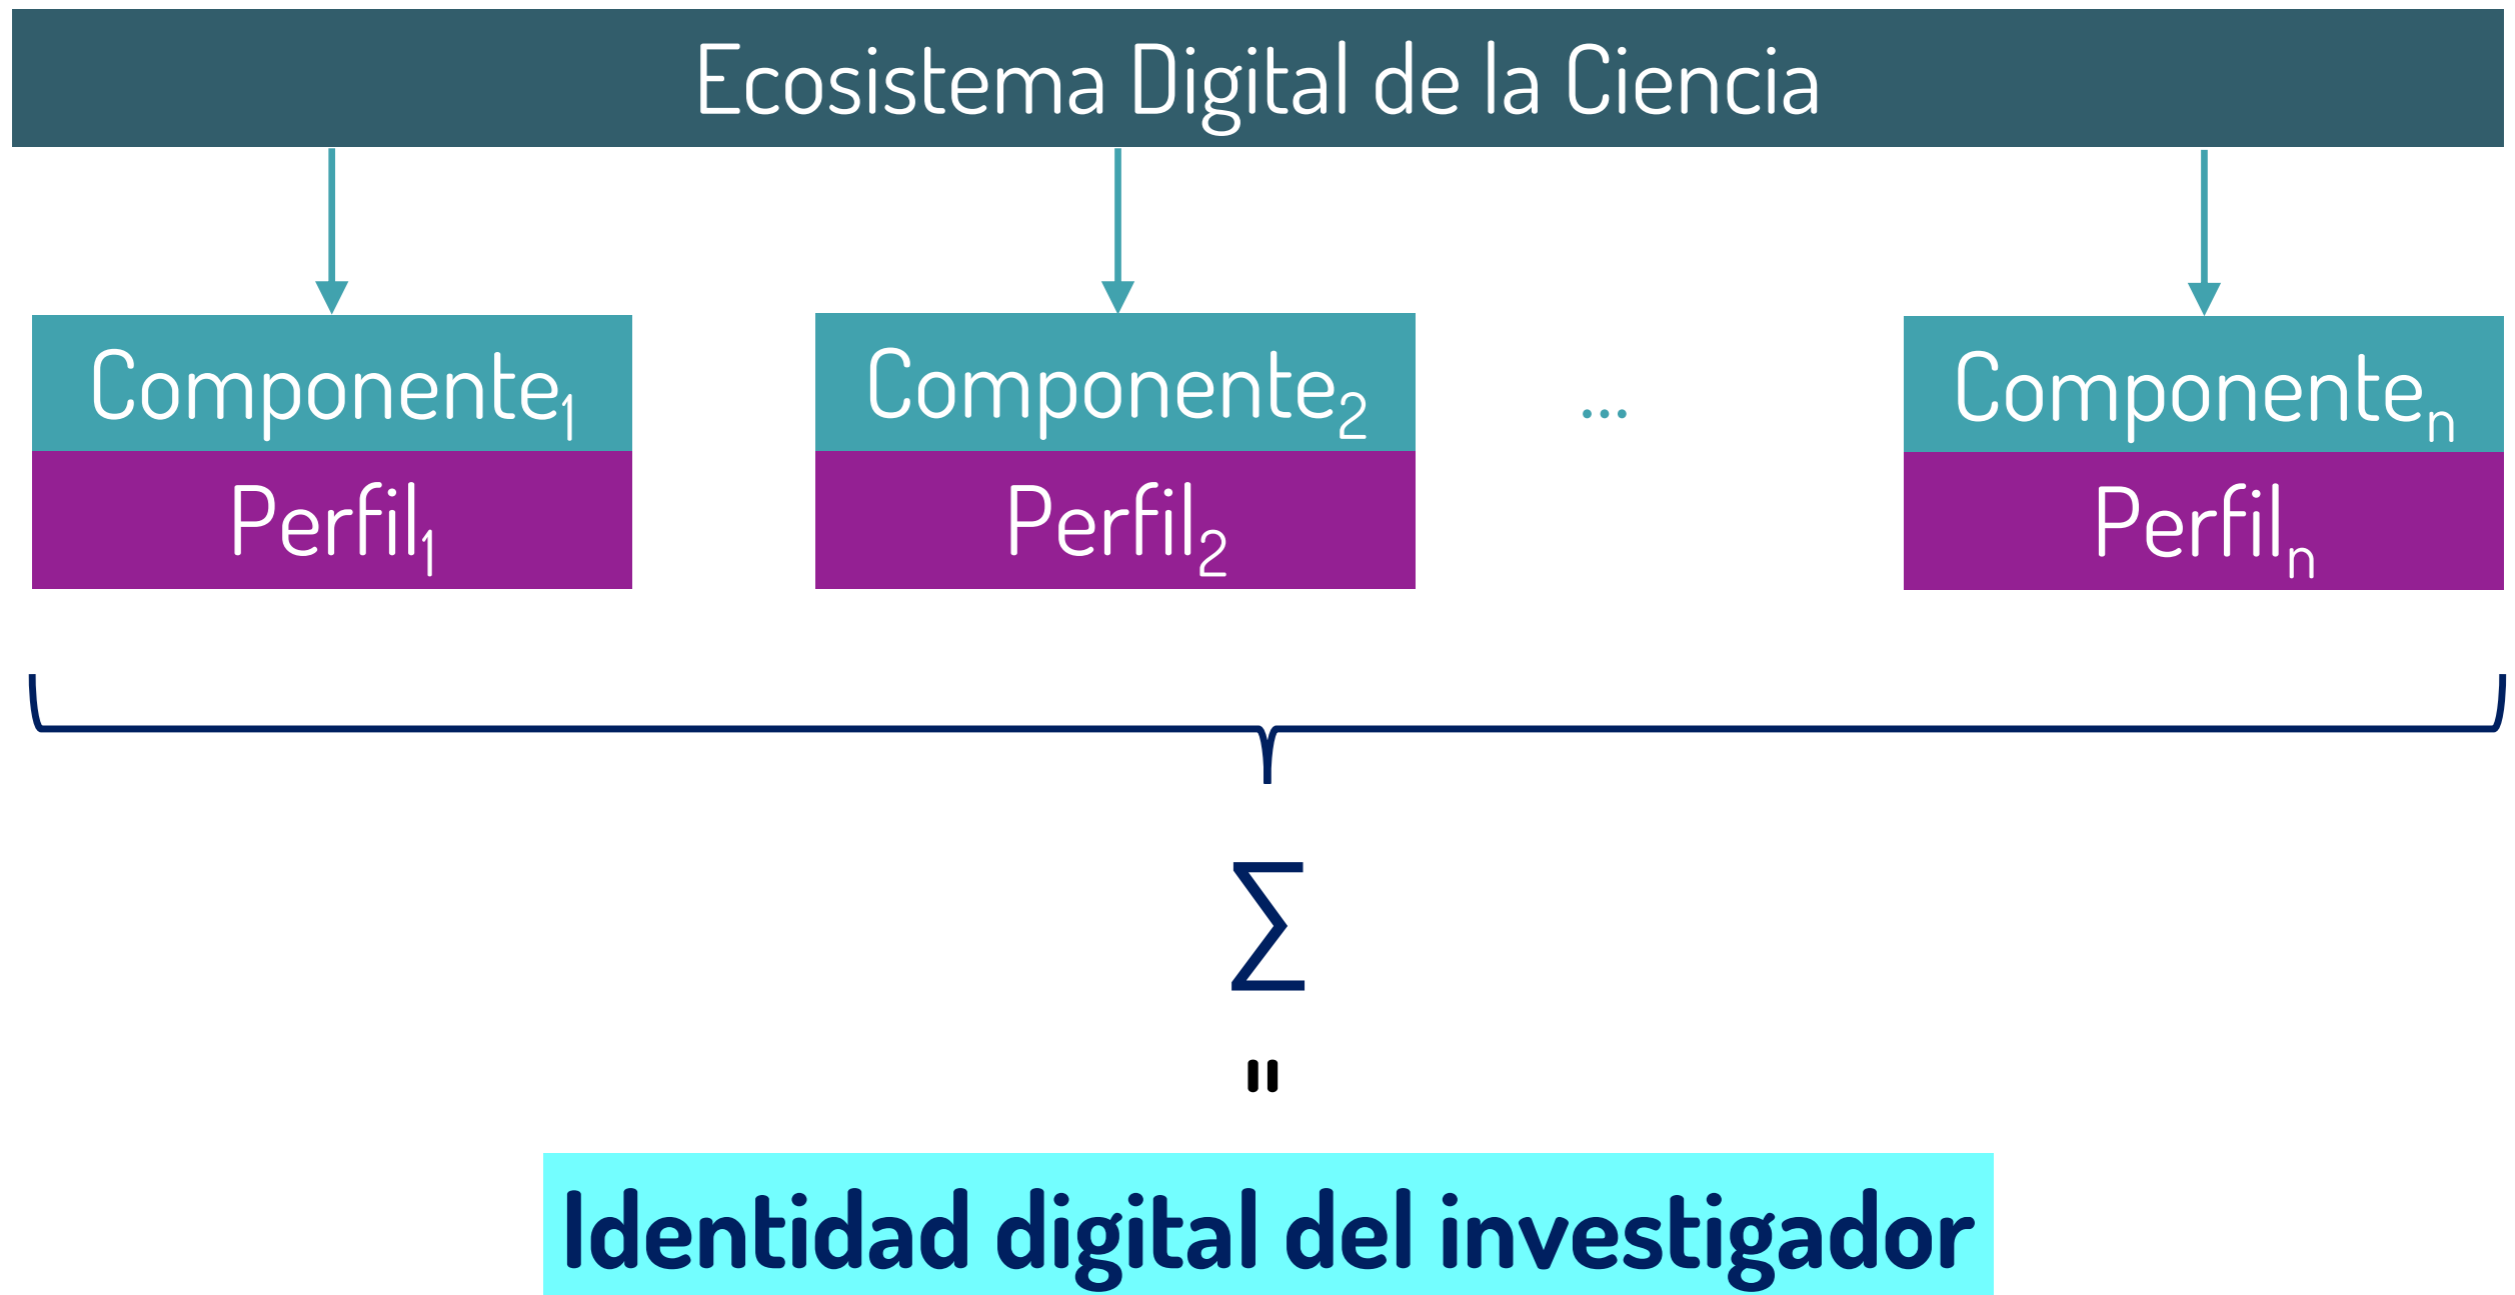 Ecosistema Digital de la Ciencia
Componente₁
Componente₂
...
Componenteₙ
Perfil₁
Perfil₂
Perfilₙ
∑
=
Identidad digital del investigador